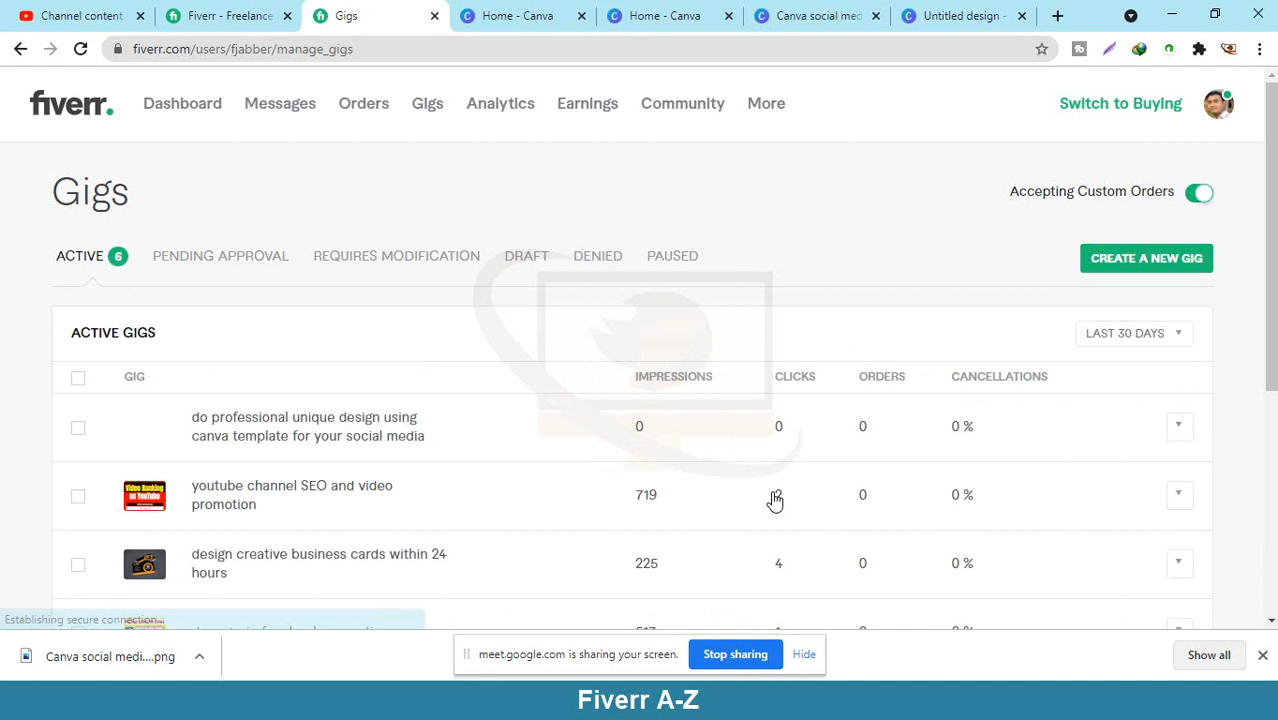 Content gigs
Fiverr - Freelance
Gigs
Home - Canva
Home - Canva
Canva social med
Untitled design -
fiverr.com/users/fjabber/manage_gigs
fiverr.
Dashboard Messages Orders Gigs Analytics Earnings Community More
Switch to Buying
Gigs
Accepting Custom Orders
ACTIVE 6 PENDING APPROVAL REQUIRES MODIFICATION DRAFT DENIED PAUSED
CREATE A NEW GIG
ACTIVE GIGS
LAST 30 DAYS
GIG IMPRESSIONS CLICKS ORDERS CANCELLATIONS
do professional unique design using
canva template for your social media
0 0 0 0 %
youtube channel SEO and video
promotion
719 0 0 %
Video Ranking
on YouTube
design creative business cards within 24
hours
225 4 0 0 %
Establishing secure connection...
Canva social medi....png
meet.google.com is sharing your screen.
Stop sharing
Hide
Show all
Fiverr A-Z